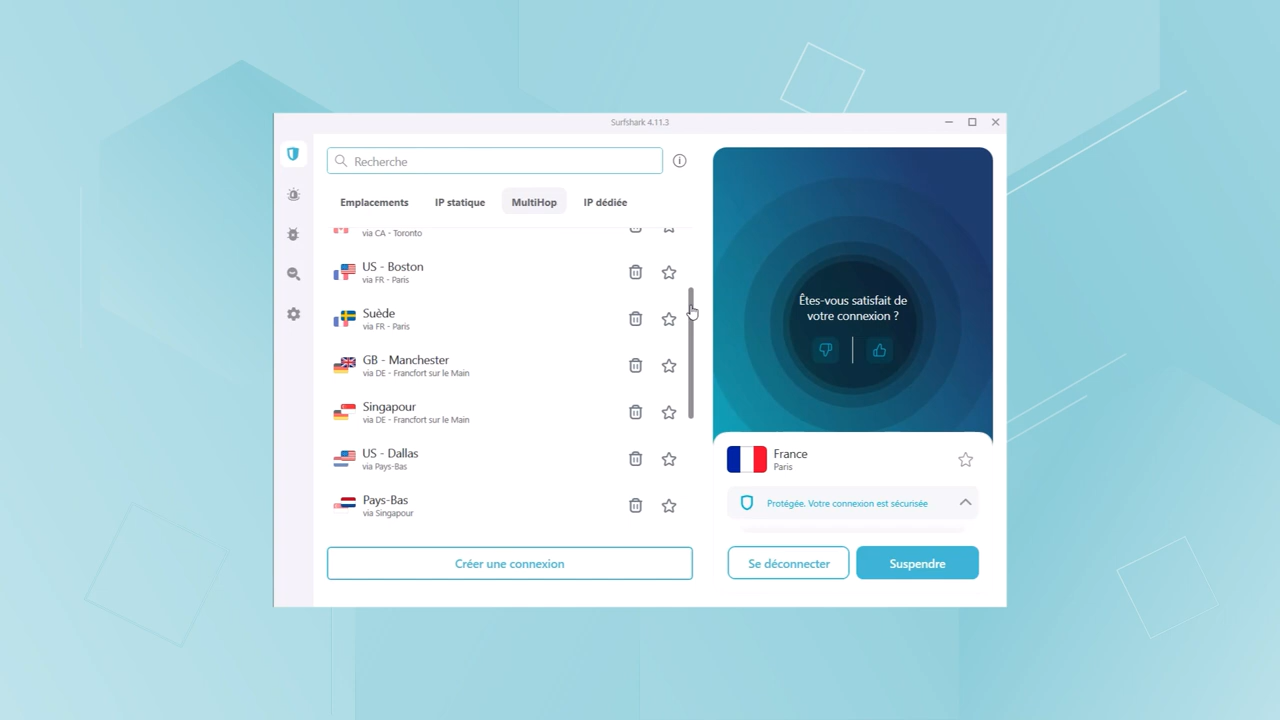 Surfshark 4.11.3
Recherche
Emplacements
IP statique
MultiHop
IP dédiée
via CA - Toronto
US - Boston
via FR - Paris
Suède
via FR - Paris
GB - Manchester
via DE - Francfort sur le Main
Singapour
via DE - Francfort sur le Main
US - Dallas
via Pays-Bas
Pays-Bas
via Singapour
Créer une connexion
Êtes-vous satisfait de
votre connexion ?
France
Paris
Protégée. Votre connexion est sécurisée
Se déconnecter
Suspendre